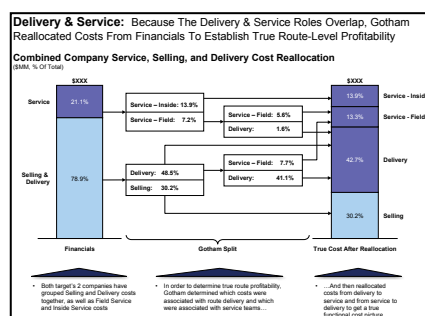 Delivery & Service: Because The Delivery & Service Roles Overlap, Gotham
Reallocated Costs From Financials To Establish True Route-Level Profitability
Combined Company Service, Selling, and Delivery Cost Reallocation
($MM, % Of Total)
$XXX
$XXX
Service
21.1%
Service – Inside: 13.9%
Service – Field: 7.2%
Service – Field: 5.6%
Delivery: 1.6%
13.9%
Service - Insid
13.3%
Service - Field
Selling &
Delivery
78.9%
Delivery: 48.5%
Selling: 30.2%
Service – Field: 7.7%
Delivery: 41.1%
42.7%
Delivery
30.2%
Selling
Financials
Gotham Split
True Cost After Reallocation
• Both target's 2 companies have
grouped Selling and Delivery costs
together, as well as Field Service
and Inside Service costs
• In order to determine true route profitability,
Gotham determined which costs were
associated with route delivery and which
were associated with service teams…
• …And then reallocated
costs from delivery to
service and from service to
delivery to get a true
functional cost picture